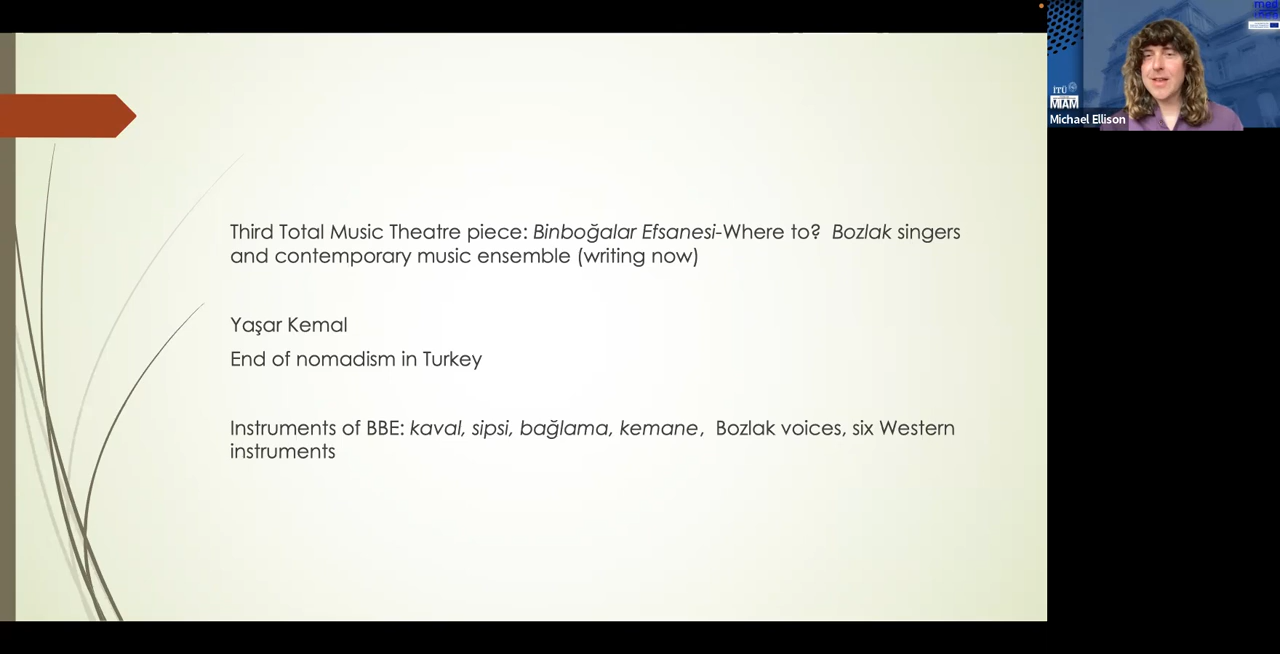 Third Total Music Theatre piece: Binboğalar Efsanesi-Where to? Bozlak singers
and contemporary music ensemble (writing now)
Yaşar Kemal
End of nomadism in Turkey
Instruments of BBE: kaval, sipsi, bağlama, kemane, Bozlak voices, six Western
instruments
İTÜ
MIAM
Michael Ellison